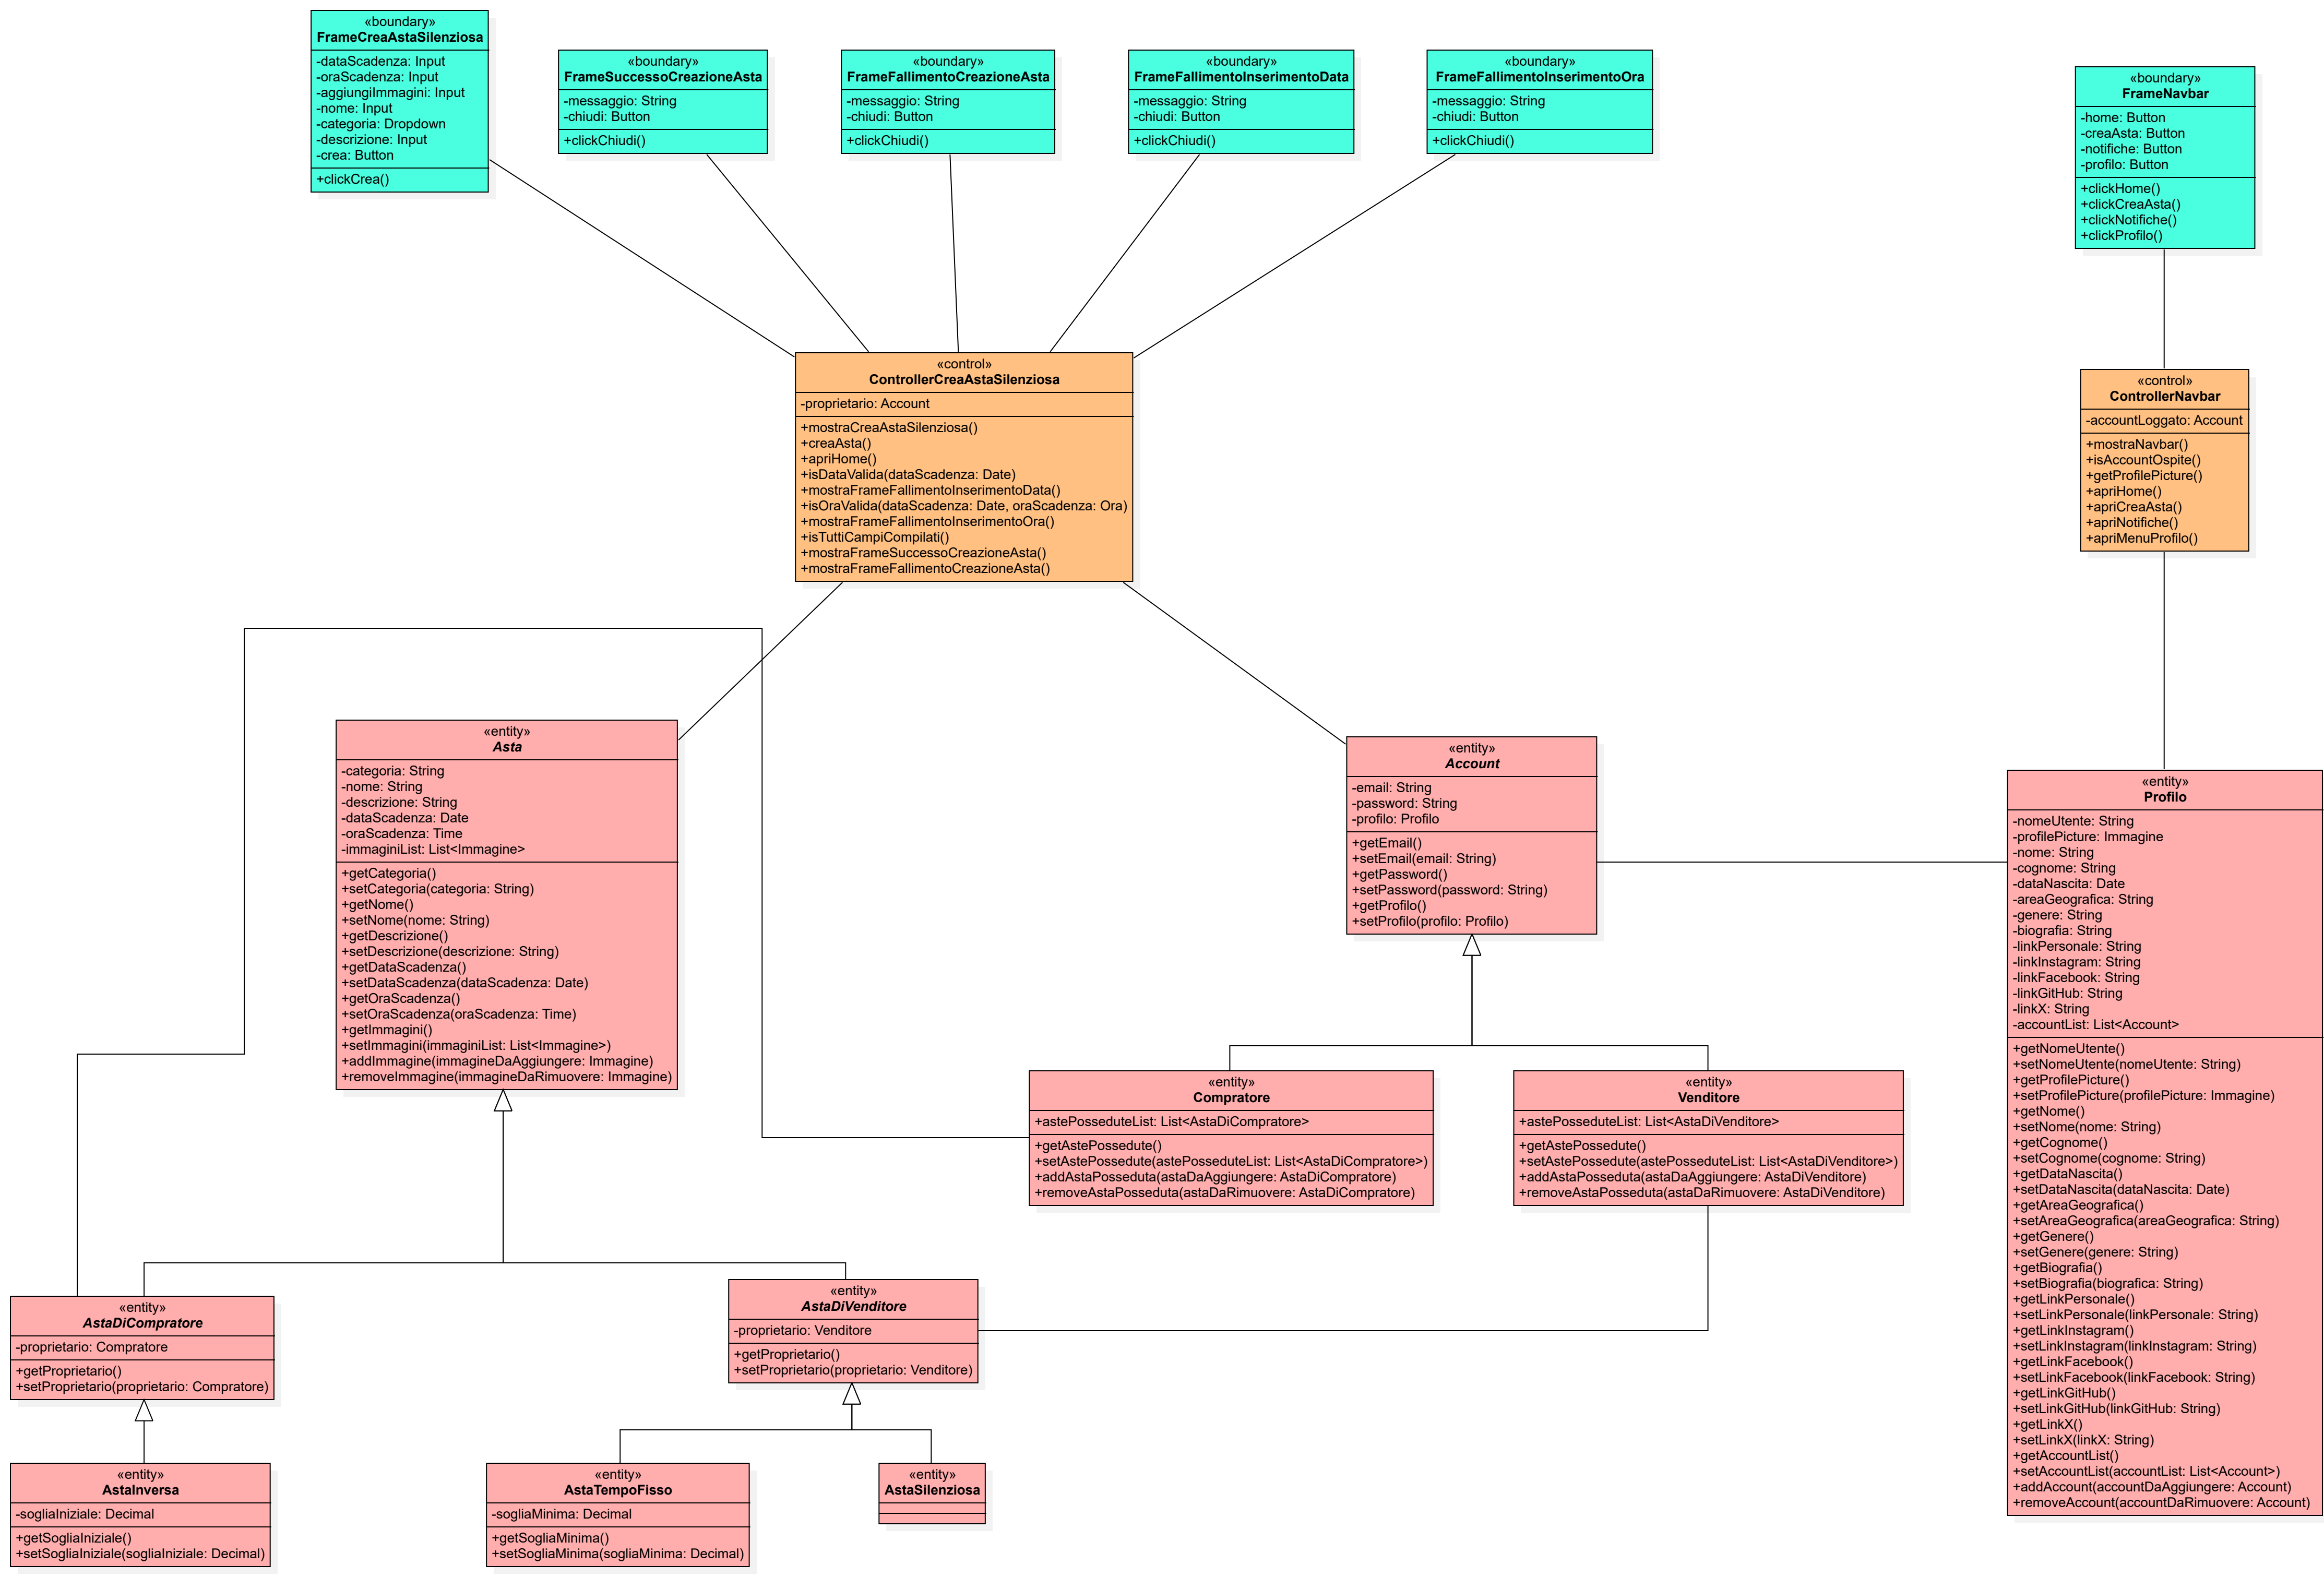 «boundary»
FrameCreaAstaSilenziosa
-dataScadenza: Input
-oraScadenza: Input
-aggiungiImmagini: Input
-nome: Input
-categoria: Dropdown
-descrizione: Input
-crea: Button
+clickCrea()
«boundary»
FrameSuccessoCreazioneAsta
-messaggio: String
-chiudi: Button
+clickChiudi()
«boundary»
FrameFallimentoCreazioneAsta
-messaggio: String
-chiudi: Button
+clickChiudi()
«boundary»
FrameFallimentoInserimentoData
-messaggio: String
-chiudi: Button
+clickChiudi()
«boundary»
FrameFallimentoInserimentoOra
-messaggio: String
-chiudi: Button
+clickChiudi()
«boundary»
FrameNavbar
-home: Button
-creaAsta: Button
-notifiche: Button
-profilo: Button
+clickHome()
+clickCreaAsta()
+clickNotifiche()
+clickProfilo()
«control»
ControllerCreaAstaSilenziosa
-proprietario: Account
+mostraCreaAstaSilenziosa()
+creaAsta()
+apriHome()
+isDataValida(dataScadenza: Date)
+mostraFrameFallimentoInserimentoData()
+isOraValida(dataScadenza: Date, oraScadenza: Ora)
+mostraFrameFallimentoInserimentoOra()
+isTuttiCampiCompilati()
+mostraFrameSuccessoCreazioneAsta()
+mostraFrameFallimentoCreazioneAsta()
«control»
ControllerNavbar
-accountLoggato: Account
+mostraNavbar()
+isAccountOspite()
+getProfilePicture()
+apriHome()
+apriCreaAsta()
+apriNotifiche()
+apriMenuProfilo()
«entity»
Asta
-categoria: String
-nome: String
-descrizione: String
-dataScadenza: Date
-oraScadenza: Time
-immaginiList: List<Immagine>
+getCategoria()
+setCategoria(categoria: String)
+getNome()
+setNome(nome: String)
+getDescrizione()
+setDescrizione(descrizione: String)
+getDataScadenza()
+setDataScadenza(dataScadenza: Date)
+getOraScadenza()
+setOraScadenza(oraScadenza: Time)
+getImmagini()
+setImmagini(immaginiList: List<Immagine>)
+addImmagine(immagineDaAggiungere: Immagine)
+removeImmagine(immagineDaRimuovere: Immagine)
«entity»
Account
-email: String
-password: String
-profilo: Profilo
+getEmail()
+setEmail(email: String)
+getPassword()
+setPassword(password: String)
+getProfilo()
+setProfilo(profilo: Profilo)
«entity»
Profilo
-nomeUtente: String
-profilePicture: Immagine
-nome: String
-cognome: String
-dataNascita: Date
-areaGeografica: String
-genere: String
-biografia: String
-linkPersonale: String
-linkInstagram: String
-linkFacebook: String
-linkGitHub: String
-linkX: String
-accountList: List<Account>
+getNomeUtente()
+setNomeUtente(nomeUtente: String)
+getProfilePicture()
+setProfilePicture(profilePicture: Immagine)
+getNome()
+setNome(nome: String)
+getCognome()
+setCognome(cognome: String)
+getDataNascita()
+setDataNascita(dataNascita: Date)
+getAreaGeografica()
+setAreaGeografica(areaGeografica: String)
+getGenere()
+setGenere(genere: String)
+getBiografia()
+setBiografia(biografica: String)
+getLinkPersonale()
+setLinkPersonale(linkPersonale: String)
+getLinkInstagram()
+setLinkInstagram(linkInstagram: String)
+getLinkFacebook()
+setLinkFacebook(linkFacebook: String)
+getLinkGitHub()
+setLinkGitHub(linkGitHub: String)
+getLinkX()
+setLinkX(linkX: String)
+getAccountList()
+setAccountList(accountList: List<Account>)
+addAccount(accountDaAggiungere: Account)
+removeAccount(accountDaRimuovere: Account)
«entity»
Compratore
+astePosseduteList: List<AstaDiCompratore>
+getAstePossedute()
+setAstePossedute(astePosseduteList: List<AstaDiCompratore>)
+addAstaPosseduta(astaDaAggiungere: AstaDiCompratore)
+removeAstaPosseduta(astaDaRimuovere: AstaDiCompratore)
«entity»
Venditore
+astePosseduteList: List<AstaDiVenditore>
+getAstePossedute()
+setAstePossedute(astePosseduteList: List<AstaDiVenditore>)
+addAstaPosseduta(astaDaAggiungere: AstaDiVenditore)
+removeAstaPosseduta(astaDaRimuovere: AstaDiVenditore)
«entity»
AstaDiCompratore
-proprietario: Compratore
+getProprietario()
+setProprietario(proprietario: Compratore)
«entity»
AstaDiVenditore
-proprietario: Venditore
+getProprietario()
+setProprietario(proprietario: Venditore)
«entity»
AstaInversa
-sogliaIniziale: Decimal
+getSogliaIniziale()
+setSogliaIniziale(sogliaIniziale: Decimal)
«entity»
AstaTempoFisso
-sogliaMinima: Decimal
+getSogliaMinima()
+setSogliaMinima(sogliaMinima: Decimal)
«entity»
AstaSilenziosa